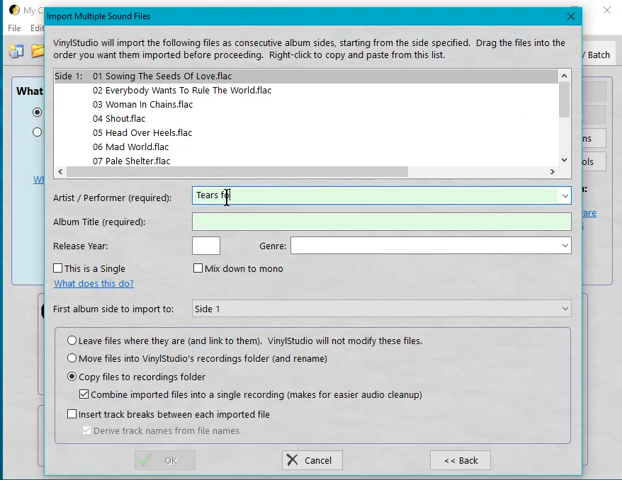 My C
Import Multiple Sound Files
File
Edit
VinylStudio will import the following files as consecutive album sides, starting from the side specified. Drag the files into the
order you want them imported before proceeding. Right-click to copy and paste from this list.
/ Batch
Side 1: 01 Sowing The Seeds Of Love.flac
02 Everybody Wants To Rule The World.flac
03 Woman In Chains.flac
04 Shout.flac
05 Head Over Heels.flac
06 Mad World.flac
07 Pale Shelter.flac
What
ns
ols
Artist / Performer (required): Tears fo
Album Title (required):
are
Release Year:
Genre:
This is a Single
Mix down to mono
What does this do?
First album side to import to: Side 1
Leave files where they are (and link to them). VinylStudio will not modify these files.
Move files into VinylStudio's recordings folder (and rename)
Copy files to recordings folder
Combine imported files into a single recording (makes for easier audio cleanup)
Insert track breaks between each imported file
Derive track names from file names
OK
Cancel
<< Back